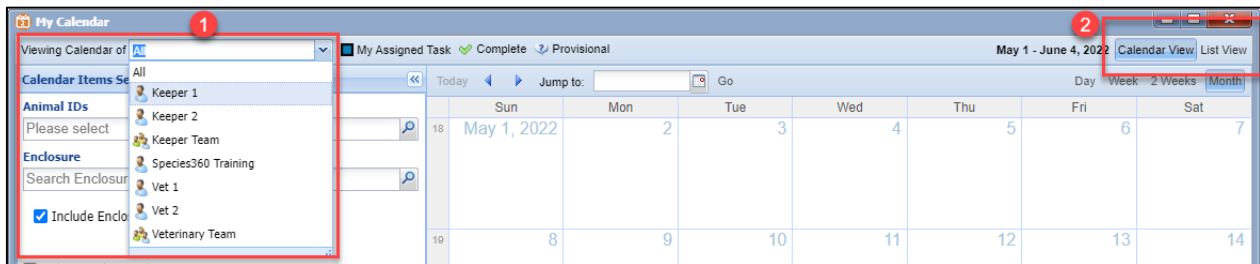 My Calendar
1
2
Viewing Calendar of All
My Assigned Task Complete Provisional
May 1 - June 4, 2022 Calendar View List View
Calendar Items Se
Animal IDs
Please select
Enclosure
Search Enclosur
Include Enclo
All
Keeper 1
Keeper 2
Keeper Team
Species360 Training
Vet 1
Vet 2
Veterinary Team
Today Jump to: Go
Day Week 2 Weeks Month
Sun Mon Tue Wed Thu Fri Sat
18 May 1, 2022 2 3 4 5 6 7
19 8 9 10 11 12 13 14